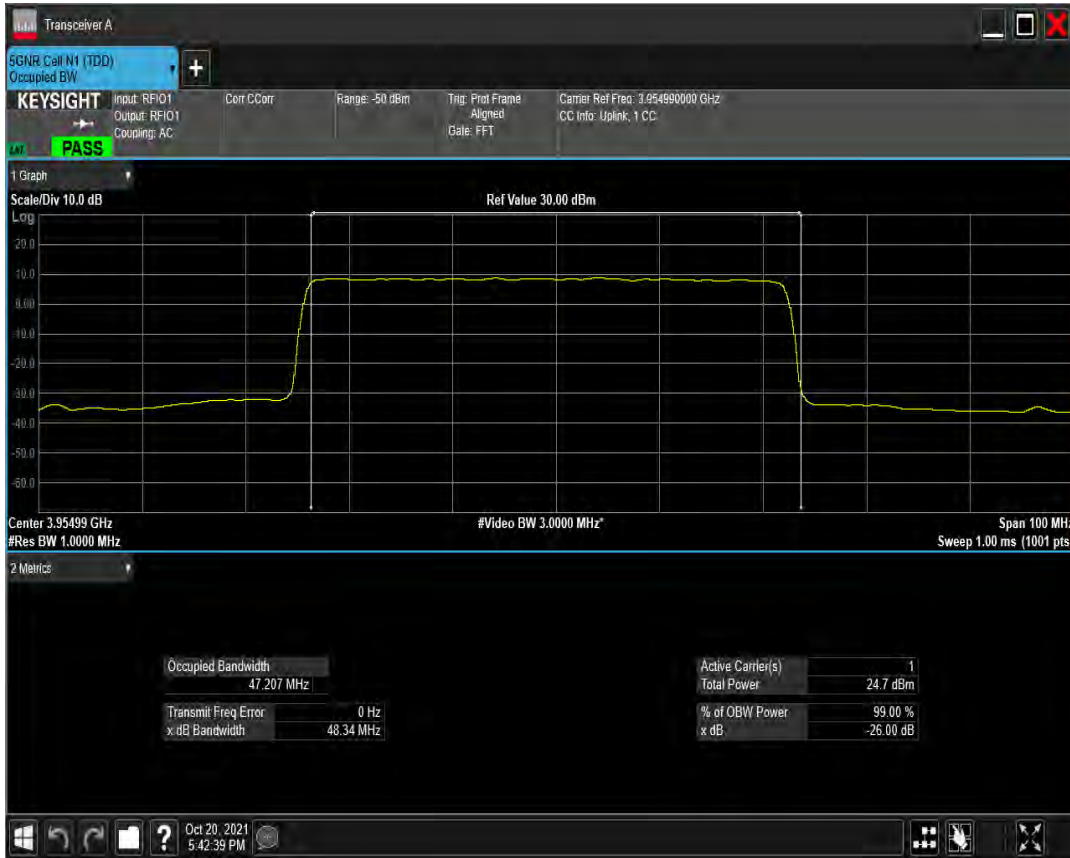 Transceiver A
5GNR Cell N1 (TDD)
Occupied BW
+
KEYSIGHT
Input: RFIO1
Output: RFIO1
Coupling: AC
Corr CCorr
Range: -50 dBm
Trig: Prot Frame
Aligned
Gate: FFT
Carrier Ref Freq: 3.954990000 GHz
CC Info: Uplink, 1 CC
PASS
1 Graph
Scale/Div 10.0 dB
Ref Value 30.00 dBm
Log
20.0
10.0
0.00
-10.0
-20.0
-30.0
-40.0
-50.0
-60.0
Center 3.95499 GHz
#Video BW 3.0000 MHz*
Span 100 MHz
#Res BW 1.0000 MHz
Sweep 1.00 ms (1001 pts
2 Metrics
Occupied Bandwidth
47.207 MHz
Transmit Freq Error 0 Hz
x dB Bandwidth 48.34 MHz
Active Carrier(s) 1
Total Power 24.7 dBm
% of OBW Power 99.00 %
x dB -26.00 dB
?
Oct 20, 2021
5:42:39 PM